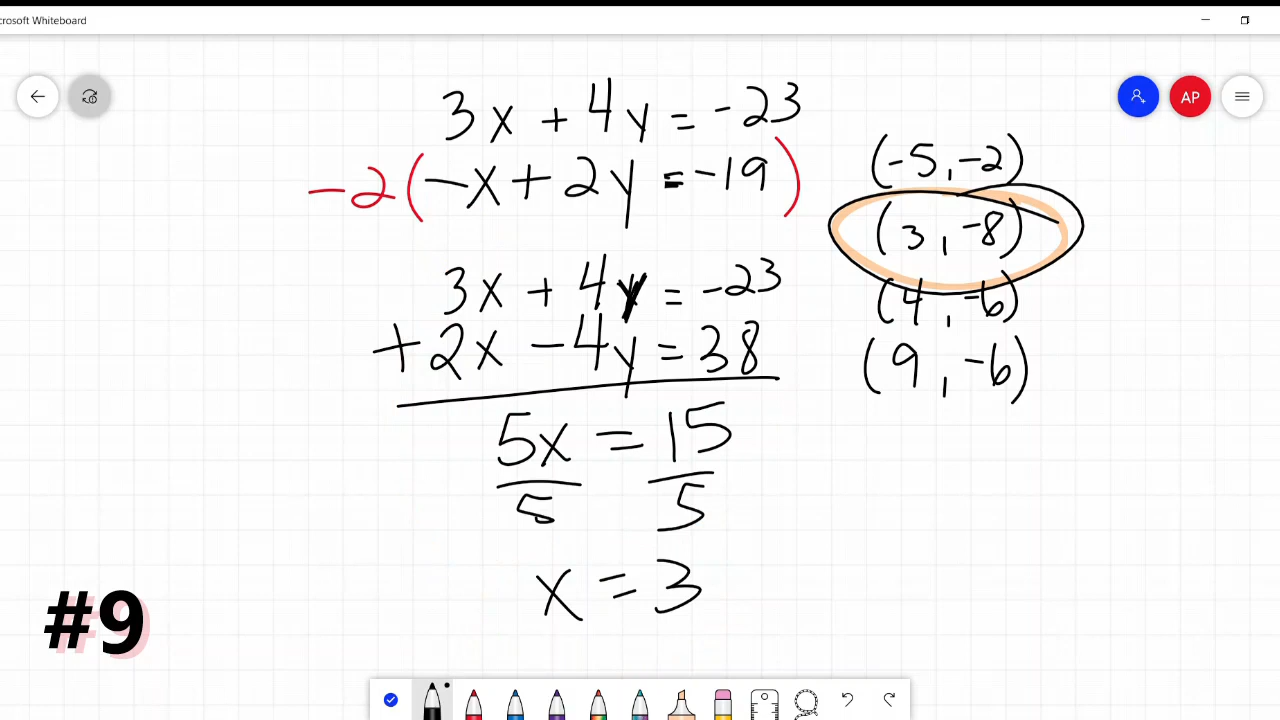 crosoft Whiteboard
AP
3x + 4y = -23
-2(-x + 2y = -19)
3x + 4y = -23
+ 2x - 4y = 38
5x = 15
5 5
x = 3
(-5, -2)
(3, -8)
(4, -6)
(9, -6)
#9